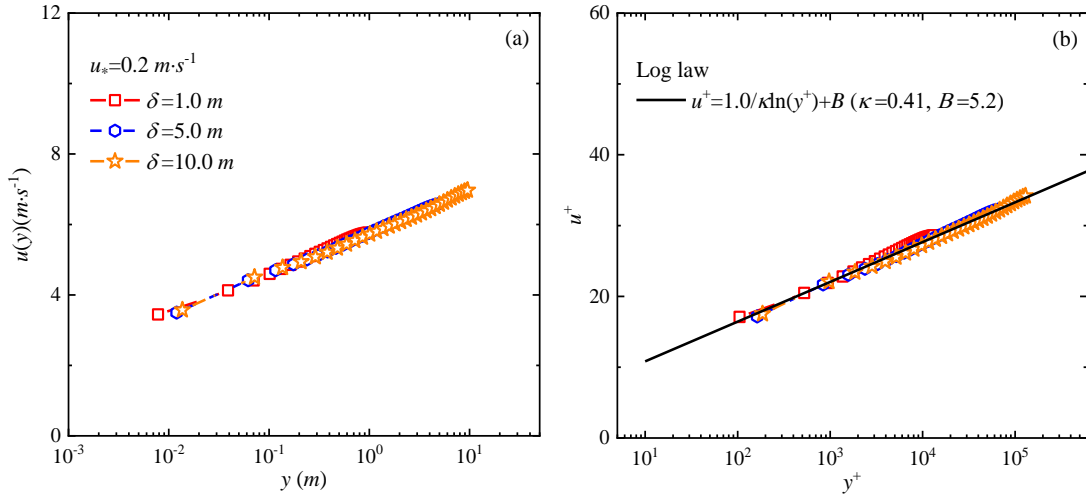 (a)
u*=0.2 m·s⁻¹
δ=1.0 m
δ=5.0 m
δ=10.0 m
12
8
4
0
u(y)(m·s⁻¹)
10⁻³
10⁻²
10⁻¹
10⁰
10¹
y (m)
(b)
Log law
u⁺=1.0/κln(y⁺)+B (κ=0.41, B=5.2)
60
40
20
0
u⁺
10¹
10²
10³
10⁴
10⁵
y⁺